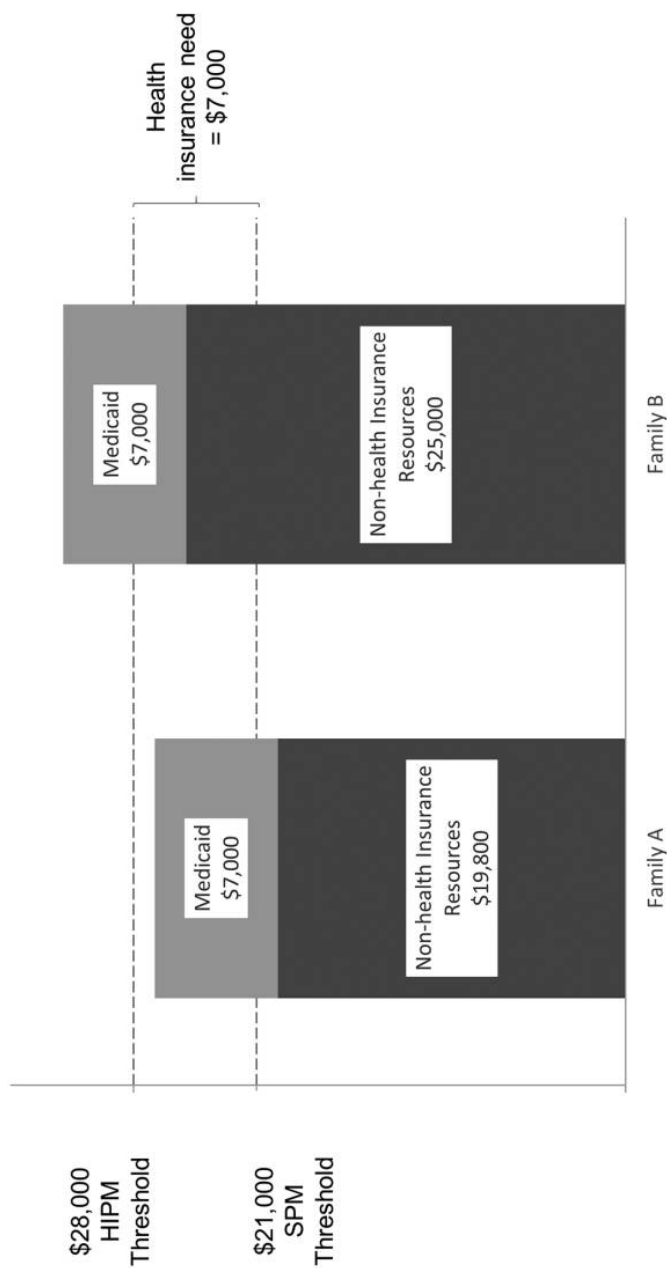 $28,000
HIPM
Threshold
$21,000
SPM
Threshold
Medicaid
$7,000
Non-health Insurance
Resources
$19,800
Family A
Medicaid
$7,000
Non-health Insurance
Resources
$25,000
Family B
Health
insurance need
= $7,000